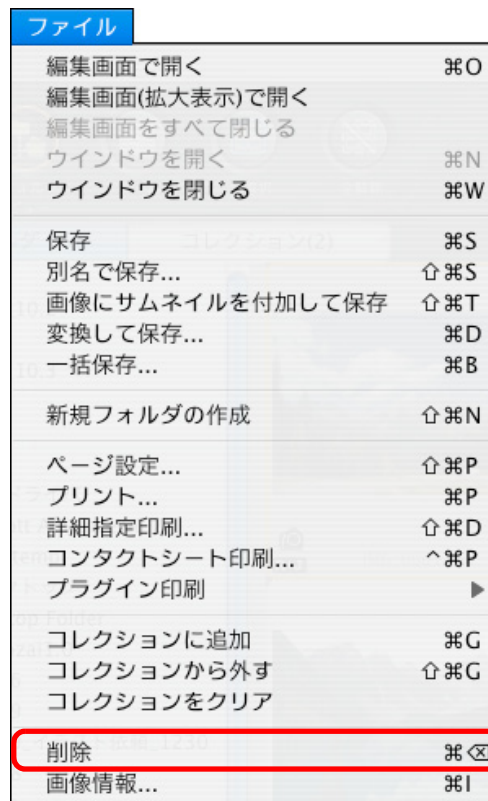 ファイル
編集画面で開く ⌘O
編集画面(拡大表示)で開く
編集画面をすべて閉じる
ウインドウを開く ⌘N
ウインドウを閉じる ⌘W
保存 ⌘S
別名で保存... ⇧⌘S
画像にサムネイルを付加して保存 ⇧⌘T
変換して保存... ⌘D
一括保存... ⌘B
新規フォルダの作成 ⇧⌘N
ページ設定... ⇧⌘P
プリント... ⌘P
詳細指定印刷... ⇧⌘D
コンタクトシート印刷... ^⌘P
プラグイン印刷 ▶
コレクションに追加 ⌘G
コレクションから外す ⇧⌘G
コレクションをクリア
削除 ⌘⌫
画像情報... ⌘I